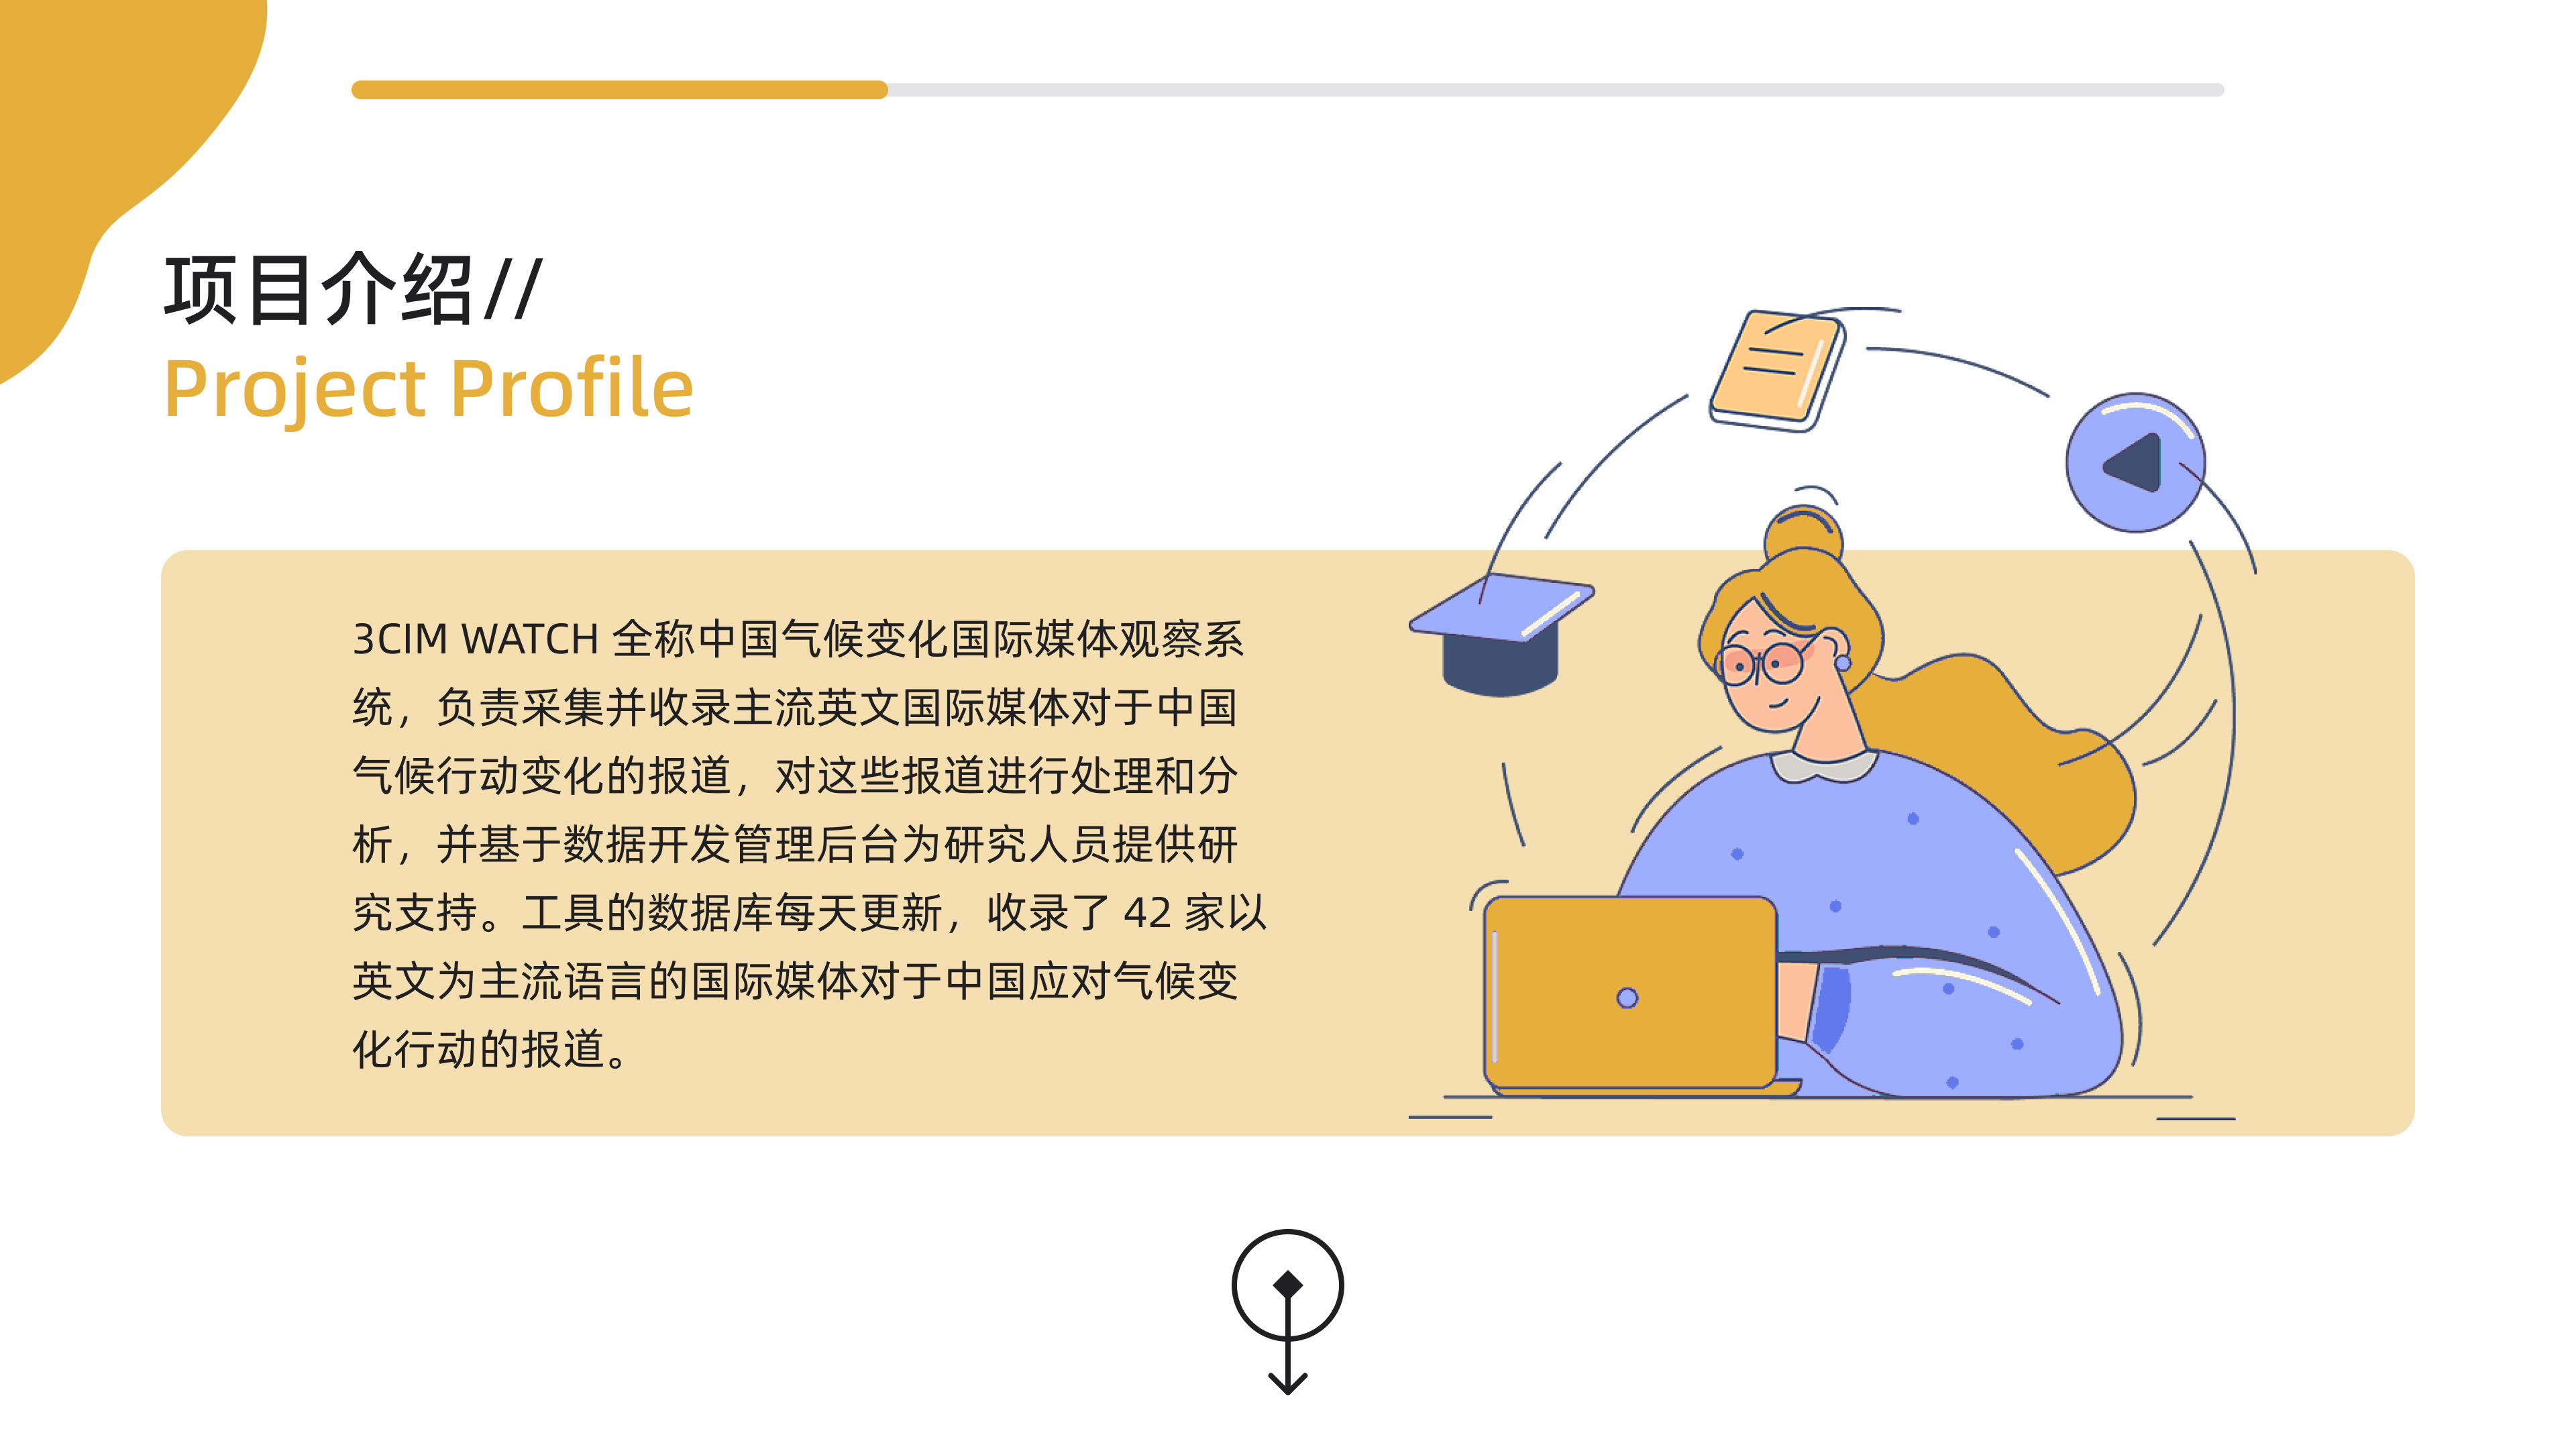 项目介绍//
Project Profile
3CIM WATCH 全称中国气候变化国际媒体观察系
统，负责采集并收录主流英文国际媒体对于中国
气候行动变化的报道，对这些报道进行处理和分
析，并基于数据开发管理后台为研究人员提供研
究支持。工具的数据库每天更新，收录了 42 家以
英文为主流语言的国际媒体对于中国应对气候变
化行动的报道。